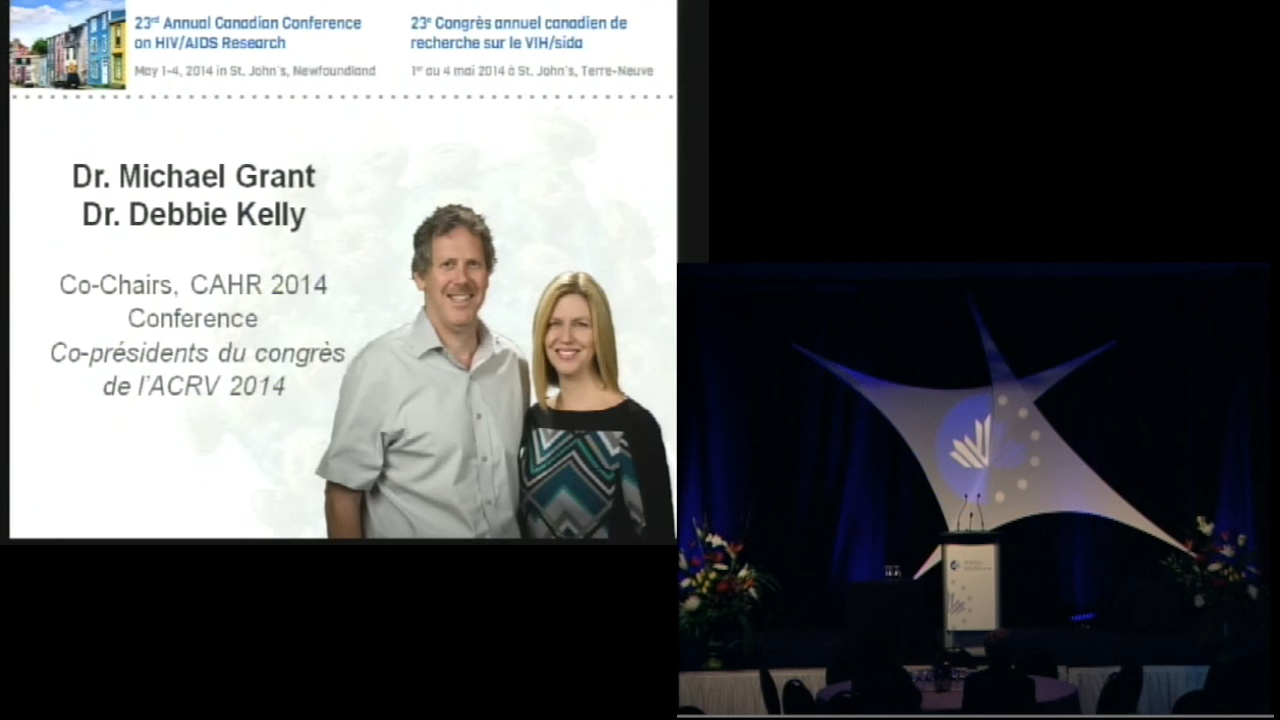 23rd Annual Canadian Conference
on HIV/AIDS Research
May 1-4, 2014 in St. John's, Newfoundland
23e Congrès annuel canadien de
recherche sur le VIH/sida
1er au 4 mai 2014 à St. John's, Terre-Neuve
Dr. Michael Grant
Dr. Debbie Kelly
Co-Chairs, CAHR 2014
Conference
Co-présidents du congrès
de l'ACRV 2014